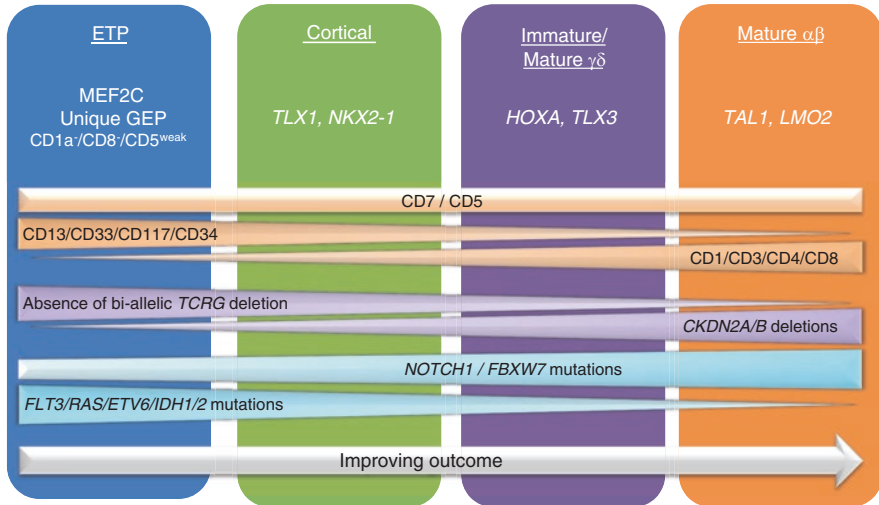 ETP
MEF2C
Unique GEP
CD1a⁻/CD8⁻/CD5ʷᵉᵃᵏ
Cortical
TLX1, NKX2-1
Immature/
Mature γδ
HOXA, TLX3
Mature αβ
TAL1, LMO2
CD7 / CD5
CD13/CD33/CD117/CD34
CD1/CD3/CD4/CD8
Absence of bi-allelic TCRG deletion
CKDN2A/B deletions
NOTCH1 / FBXW7 mutations
FLT3/RAS/ETV6/IDH1/2 mutations
Improving outcome